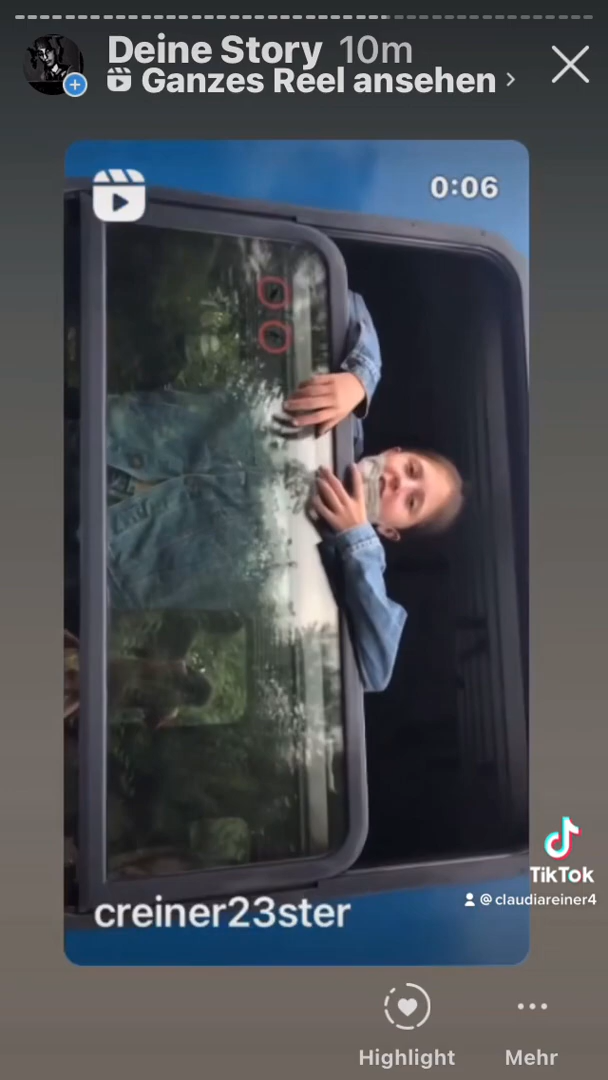 Deine Story 10m
Ganzes Reel ansehen
0:06
TikTok
@claudiareiner4
creiner23ster
Highlight
Mehr